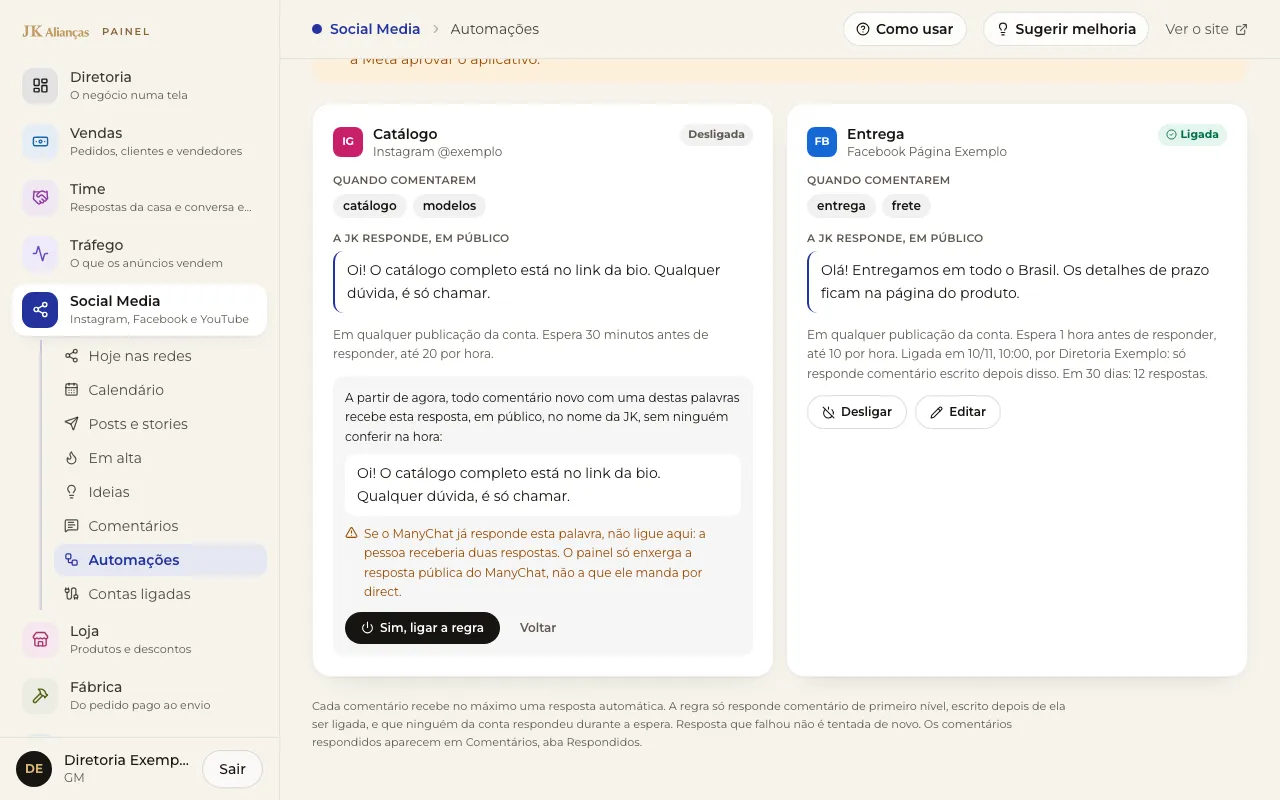 JK Alianças PAINEL
Diretoria
O negócio numa tela
Vendas
Pedidos, clientes e vendedores
Time
Respostas da casa e conversa e...
Tráfego
O que os anúncios vendem
Social Media
Instagram, Facebook e YouTube
Hoje nas redes
Calendário
Posts e stories
Em alta
Ideias
Comentários
Automações
Contas ligadas
Loja
Produtos e descontos
Fábrica
Do pedido pago ao envio
DE
Diretoria Exemp...
GM
Sair
Social Media > Automações
Como usar
Sugerir melhoria
Ver o site
a Meta aprovar o aplicativo.
IG
Catálogo
Instagram @exemplo
Desligada
QUANDO COMENTAREM
catálogo modelos
A JK RESPONDE, EM PÚBLICO
Oi! O catálogo completo está no link da bio. Qualquer
dúvida, é só chamar.
Em qualquer publicação da conta. Espera 30 minutos antes de
responder, até 20 por hora.
A partir de agora, todo comentário novo com uma destas palavras
recebe esta resposta, em público, no nome da JK, sem ninguém
conferir na hora:
Oi! O catálogo completo está no link da bio.
Qualquer dúvida, é só chamar.
Se o ManyChat já responde esta palavra, não ligue aqui: a
pessoa receberia duas respostas. O painel só enxerga a
resposta pública do ManyChat, não a que ele manda por
direct.
Sim, ligar a regra
Voltar
FB
Entrega
Facebook Página Exemplo
Ligada
QUANDO COMENTAREM
entrega frete
A JK RESPONDE, EM PÚBLICO
Olá! Entregamos em todo o Brasil. Os detalhes de prazo
ficam na página do produto.
Em qualquer publicação da conta. Espera 1 hora antes de responder,
até 10 por hora. Ligada em 10/11, 10:00, por Diretoria Exemplo: só
responde comentário escrito depois disso. Em 30 dias: 12 respostas.
Desligar
Editar
Cada comentário recebe no máximo uma resposta automática. A regra só responde comentário de primeiro nível, escrito depois de ela
ser ligada, e que ninguém da conta respondeu durante a espera. Resposta que falhou não é tentada de novo. Os comentários
respondidos aparecem em Comentários, aba Respondidos.